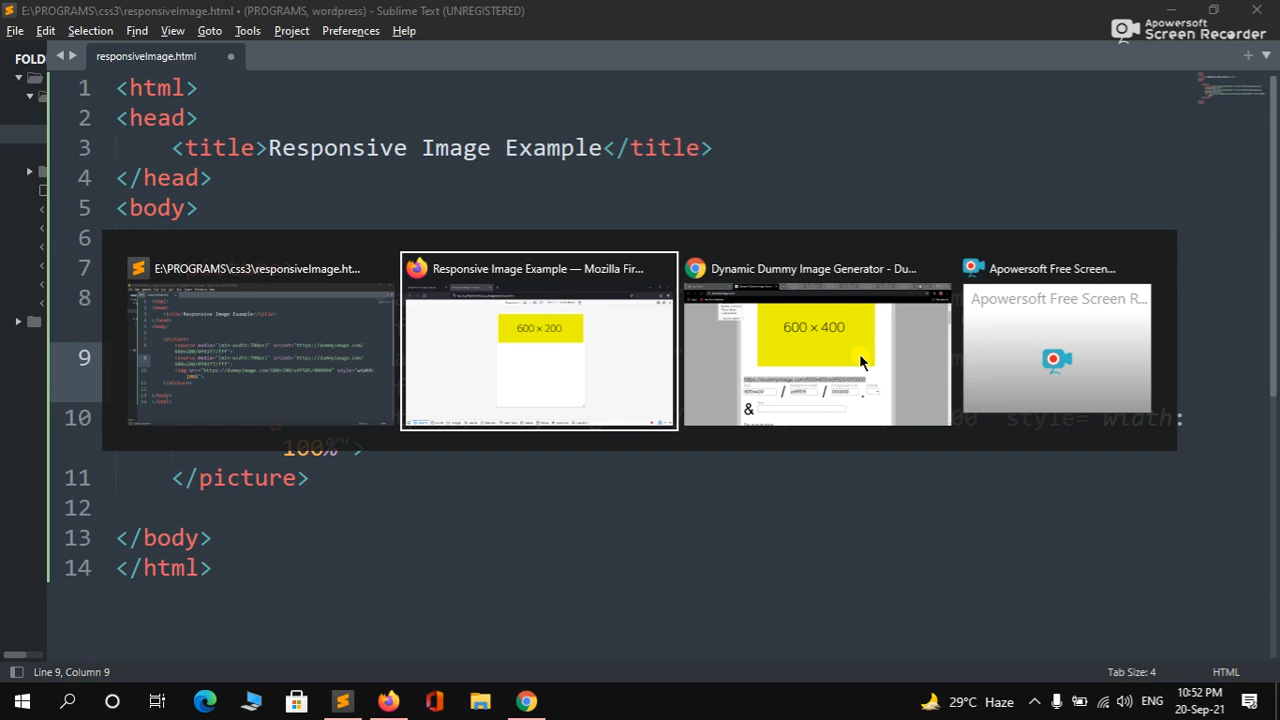 E:\PROGRAMS\css3\responsiveImage.html • (PROGRAMS, wordpress) - Sublime Text (UNREGISTERED)
Apowersoft
Screen Recorder
File Edit Selection Find View Goto Tools Project Preferences Help
FOLD
responsiveImage.html
1 <html>
2 <head>
3 <title>Responsive Image Example</title>
4 </head>
5 <body>
6
7
8
9
10
100%">
11 </picture>
12
13 </body>
14 </html>
E:\PROGRAMS\css3\responsiveImage.ht...
Responsive Image Example — Mozilla Fir...
Dynamic Dummy Image Generator - Du...
Apowersoft Free Screen...
600 × 200
600 × 400
Apowersoft Free Screen R...
style="width:
Line 9, Column 9
Tab Size: 4
HTML
29°C Haze
ENG
10:52 PM
20-Sep-21